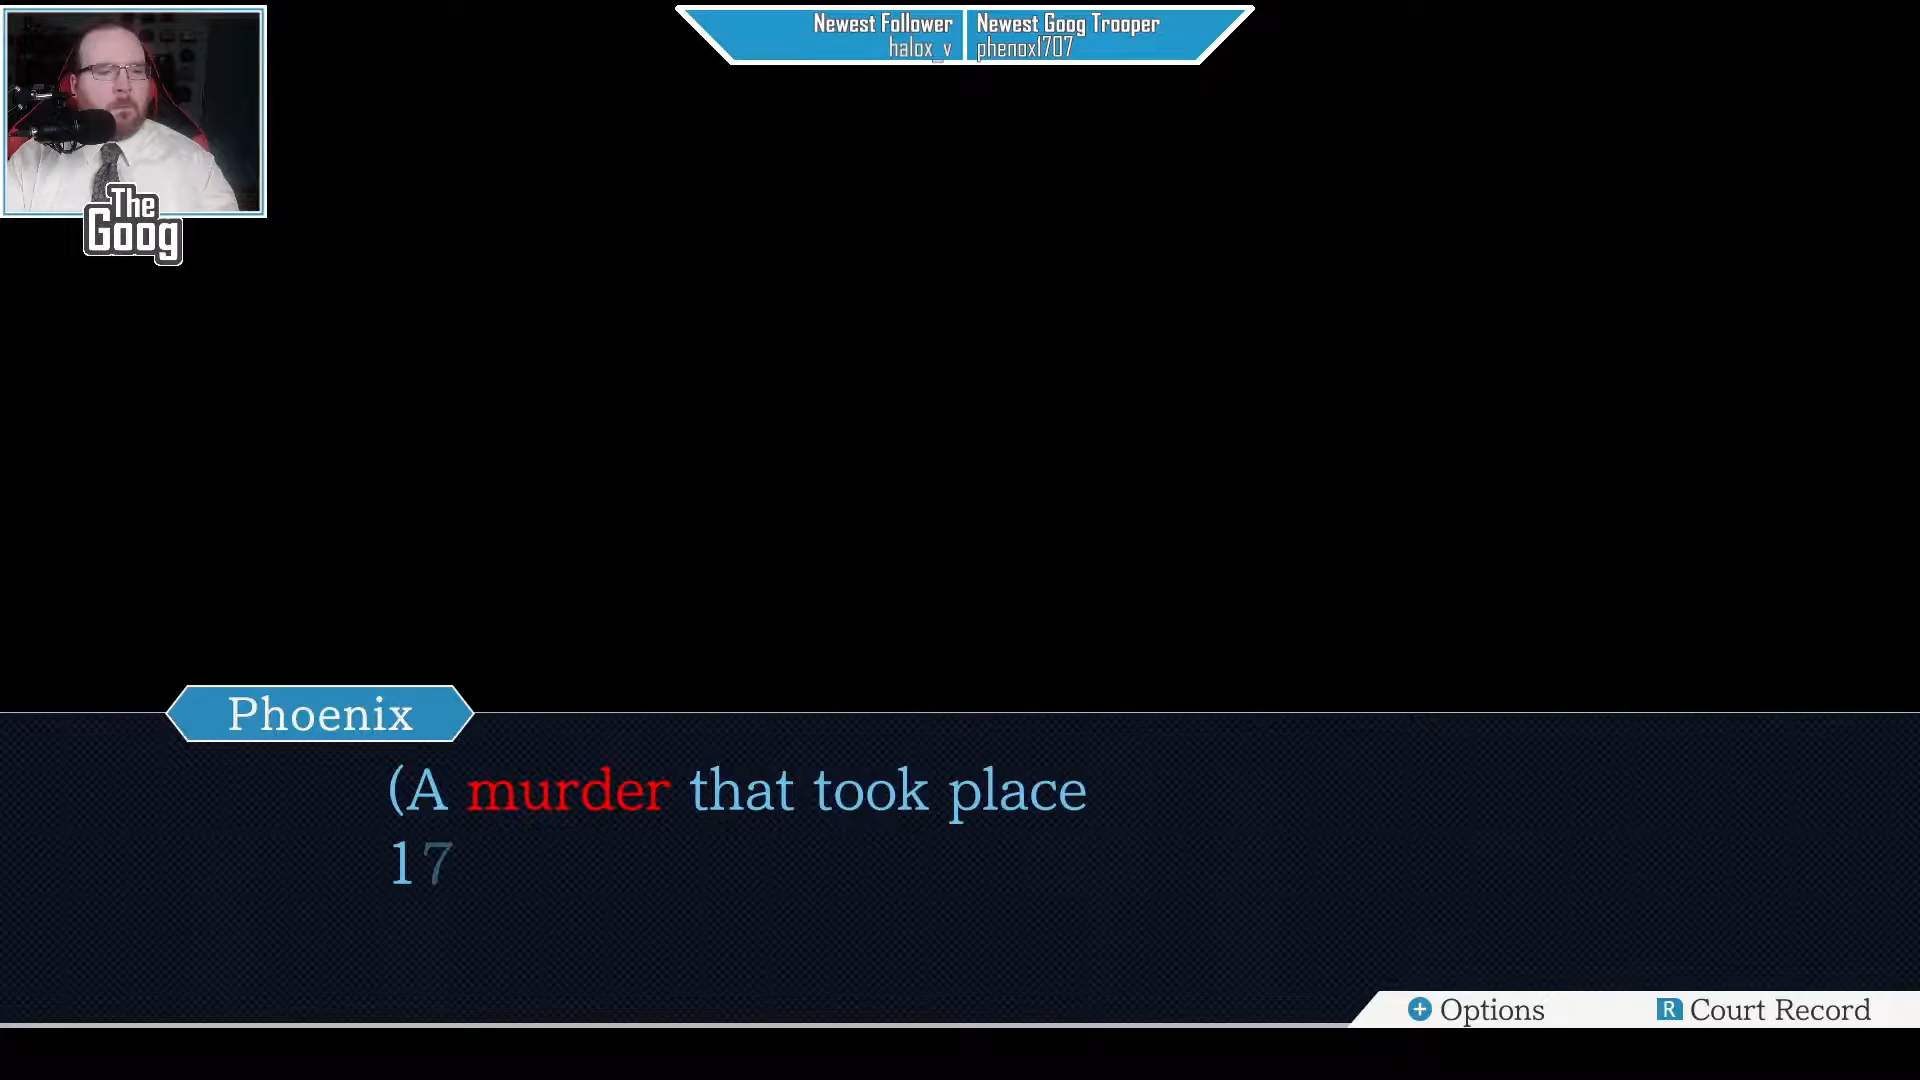 Newest Follower
halox_v
Newest Goog Trooper
phenox1707
The
Goog
Phoenix
(A murder that took place
17
Options
R Court Record